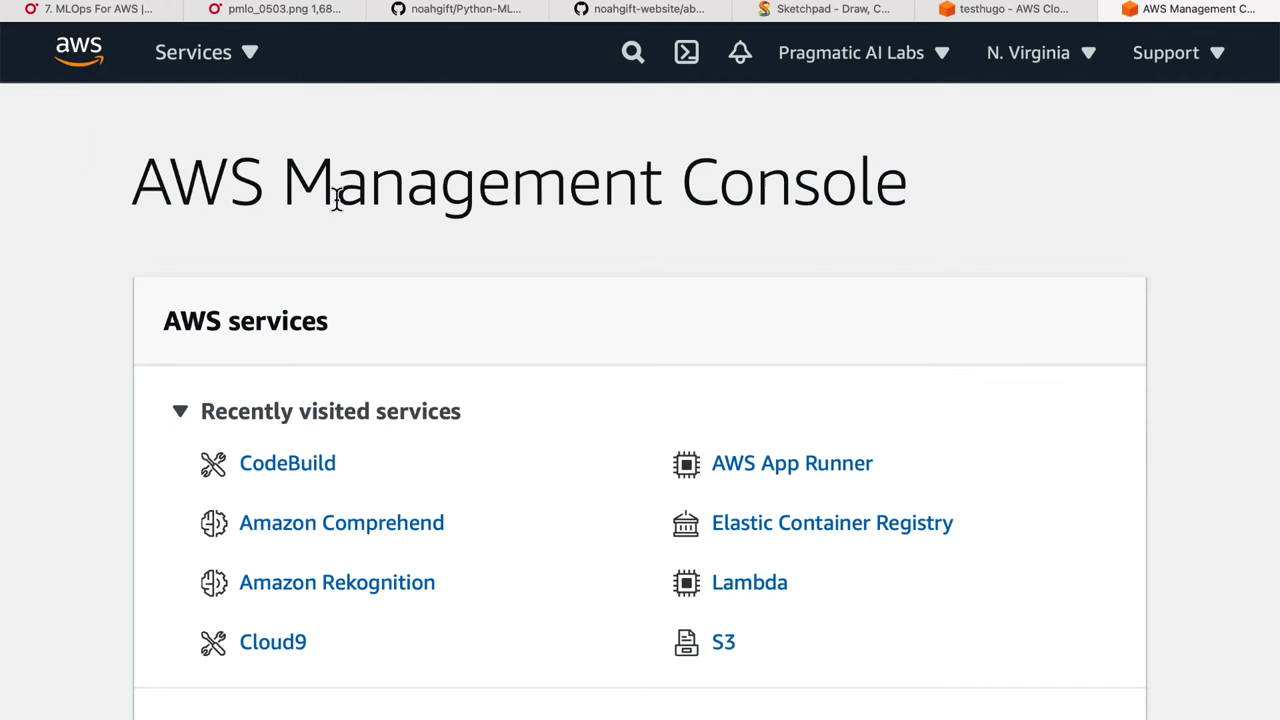 7. MLOps For AWS |...
pmlo_0503.png 1,68...
noahgift/Python-ML...
noahgift-website/ab...
Sketchpad - Draw, C...
testhugo - AWS Clo...
AWS Management C...
aws
Services
Pragmatic AI Labs
N. Virginia
Support
AWS Management Console
AWS services
Recently visited services
CodeBuild
AWS App Runner
Amazon Comprehend
Elastic Container Registry
Amazon Rekognition
Lambda
Cloud9
S3